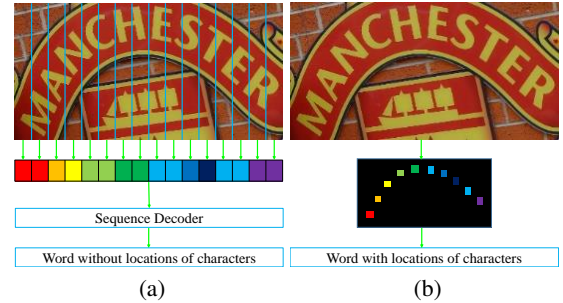 MANCHESTER
MANCHESTER
Sequence Decoder
Word without locations of characters
Word with locations of characters
(a)
(b)